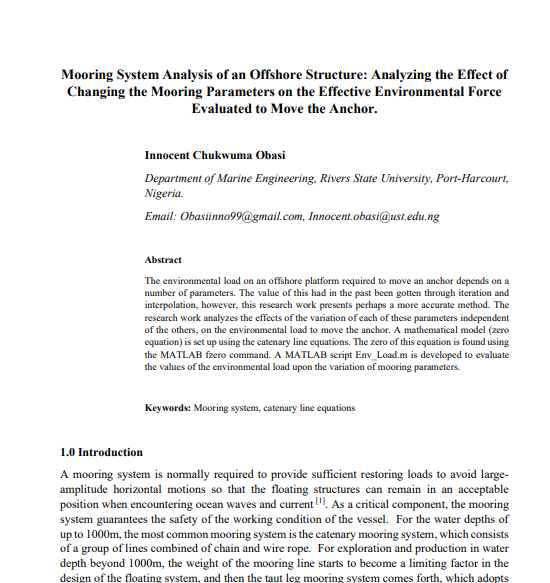 Mooring System Analysis of an Offshore Structure: Analyzing the Effect of
Changing the Mooring Parameters on the Effective Environmental Force
Evaluated to Move the Anchor.
Innocent Chukwuma Obasi
Department of Marine Engineering, Rivers State University, Port-Harcourt,
Nigeria.
Email: Obasiinno99@gmail.com, Innocent.obasi@ust.edu.ng
Abstract
The environmental load on an offshore platform required to move an anchor depends on a
number of parameters. The value of this had in the past been gotten through iteration and
interpolation, however, this research work presents perhaps a more accurate method. The
research work analyzes the effects of the variation of each of these parameters independent
of the others, on the environmental load to move the anchor. A mathematical model (zero
equation) is set up using the catenary line equations. The zero of this equation is found using
the MATLAB fzero command. A MATLAB script Env_Load.m is developed to evaluate
the values of the environmental load upon the variation of mooring parameters.
Keywords: Mooring system, catenary line equations
1.0 Introduction
A mooring system is normally required to provide sufficient restoring loads to avoid large-
amplitude horizontal motions so that the floating structures can remain in an acceptable
position when encountering ocean waves and current [1]. As a critical component, the mooring
system guarantees the safety of the working condition of the vessel. For the water depths of
up to 1000m, the most common mooring system is the catenary mooring system, which consists
of a group of lines combined of chain and wire rope. For exploration and production in water
depth beyond 1000m, the weight of the mooring line starts to become a limiting factor in the
design of the floating system, and then the taut leg mooring system comes forth, which adopts